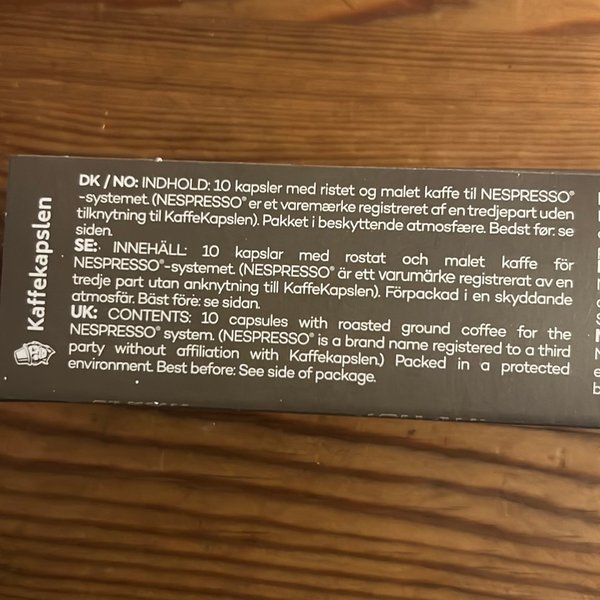 Kaffekapslen
DK / NO: INDHOLD: 10 kapsler med ristet og malet kaffe til NESPRESSO®
-systemet. (NESPRESSO® er et varemærke registreret af en tredjepart uden
tilknytning til KaffeKapslen). Pakket i beskyttende atmosfære. Bedst før: se
siden.
SE: INNEHÄLL: 10 kapslar med rostat och malet kaffe för
NESPRESSO®-systemet. (NESPRESSO® är ett varumärke registrerat av en
tredje part utan anknytning till KaffeKapslen). Förpackad i en skyddande
atmosfär. Bäst före: se sidan.
UK: CONTENTS: 10 capsules with roasted ground coffee for the
NESPRESSO® system. (NESPRESSO® is a brand name registered to a third
party without affiliation with Kaffekapslen.) Packed in a protected
environment. Best before: See side of package.